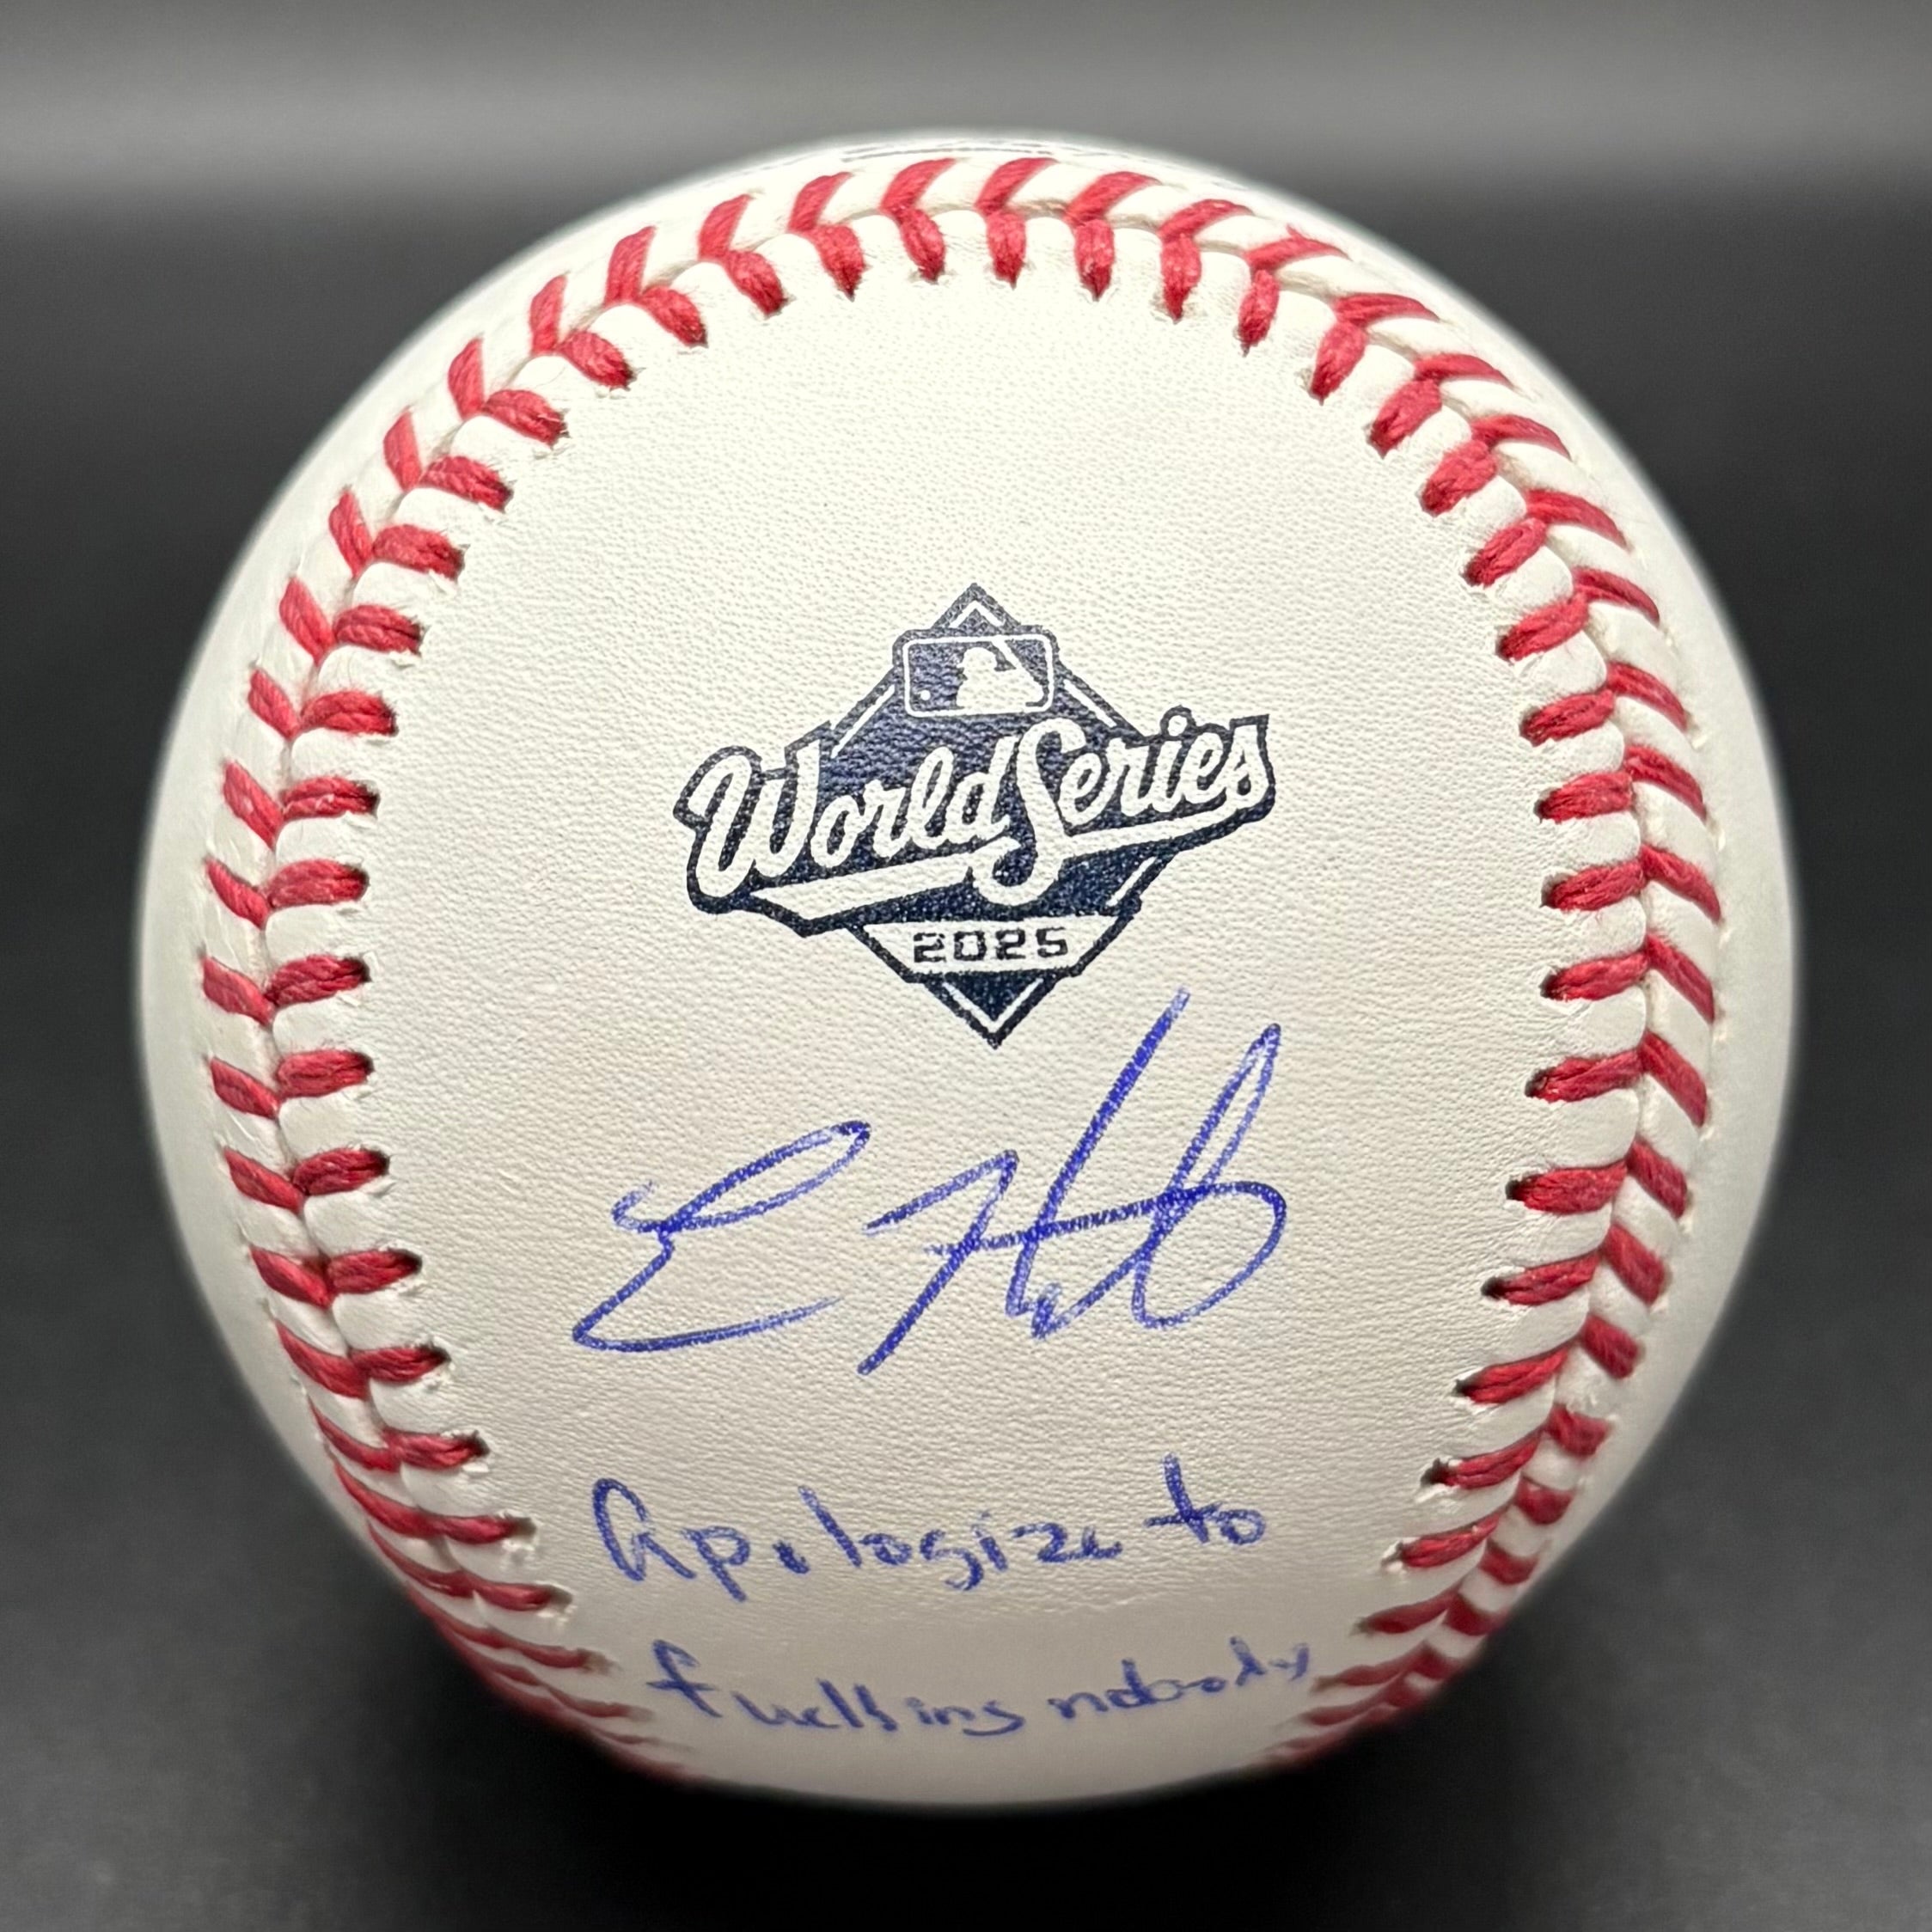 World Series
2025
Apologize to
fucking nobody